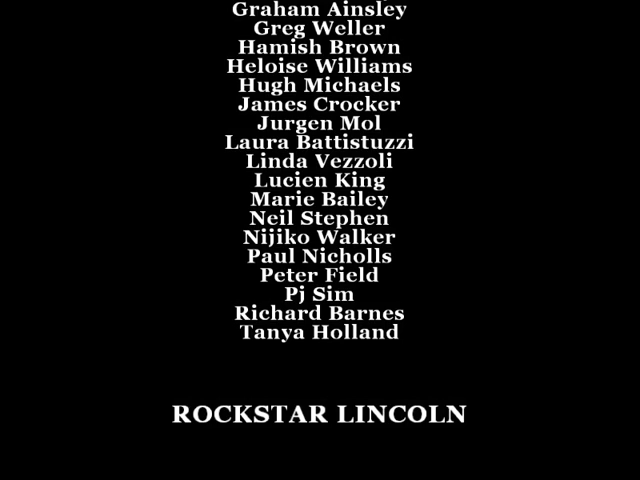 Graham Ainsley
Greg Weller
Hamish Brown
Heloise Williams
Hugh Michaels
James Crocker
Jurgen Mol
Laura Battistuzzi
Linda Vezzoli
Lucien King
Marie Bailey
Neil Stephen
Nijiko Walker
Paul Nicholls
Peter Field
Pj Sim
Richard Barnes
Tanya Holland
ROCKSTAR LINCOLN